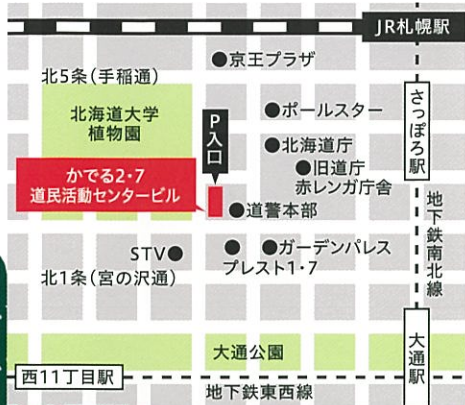 JR札幌駅
●京王プラザ
北5条(手稲通)
北海道大学
植物園
P入口
●ポールスター
さっぽろ駅
●北海道庁
●旧道庁
赤レンガ庁舎
かでる2・7
道民活動センタービル
●道警本部
地下鉄南北線
STV●
●ガーデンパレス
プレスト1・7
北1条(宮の沢通)
大通公園
大通駅
西11丁目駅
地下鉄東西線